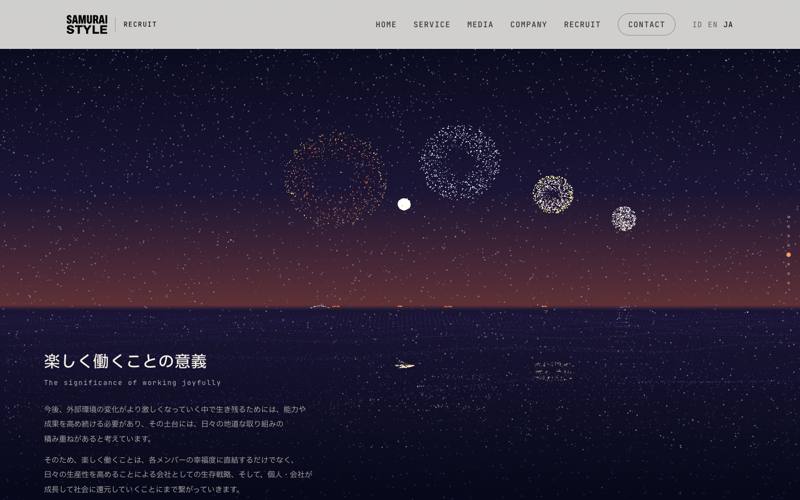 SAMURAI
STYLE
RECRUIT
HOME SERVICE MEDIA COMPANY RECRUIT CONTACT ID EN JA
楽しく働くことの意義
The significance of working joyfully
今後、外部環境の変化がより激しくなっていく中で生き残るためには、能力や
成果を高め続ける必要があり、その土台には、日々の地道な取り組みの
積み重ねがあると考えています。
そのため、楽しく働くことは、各メンバーの幸福度に直結するだけでなく、
日々の生産性を高めることによる会社としての生存戦略、そして、個人・会社が
成長して社会に還元していくことにまで繋がっていきます。